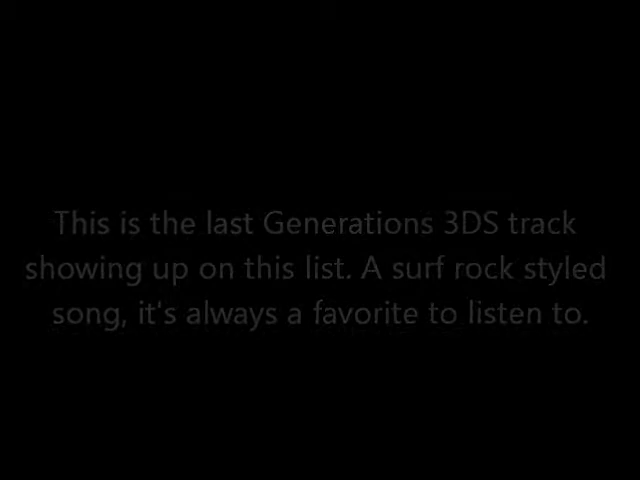 This is the last Generations 3DS track
showing up on this list. A surf rock styled
song, it's always a favorite to listen to.